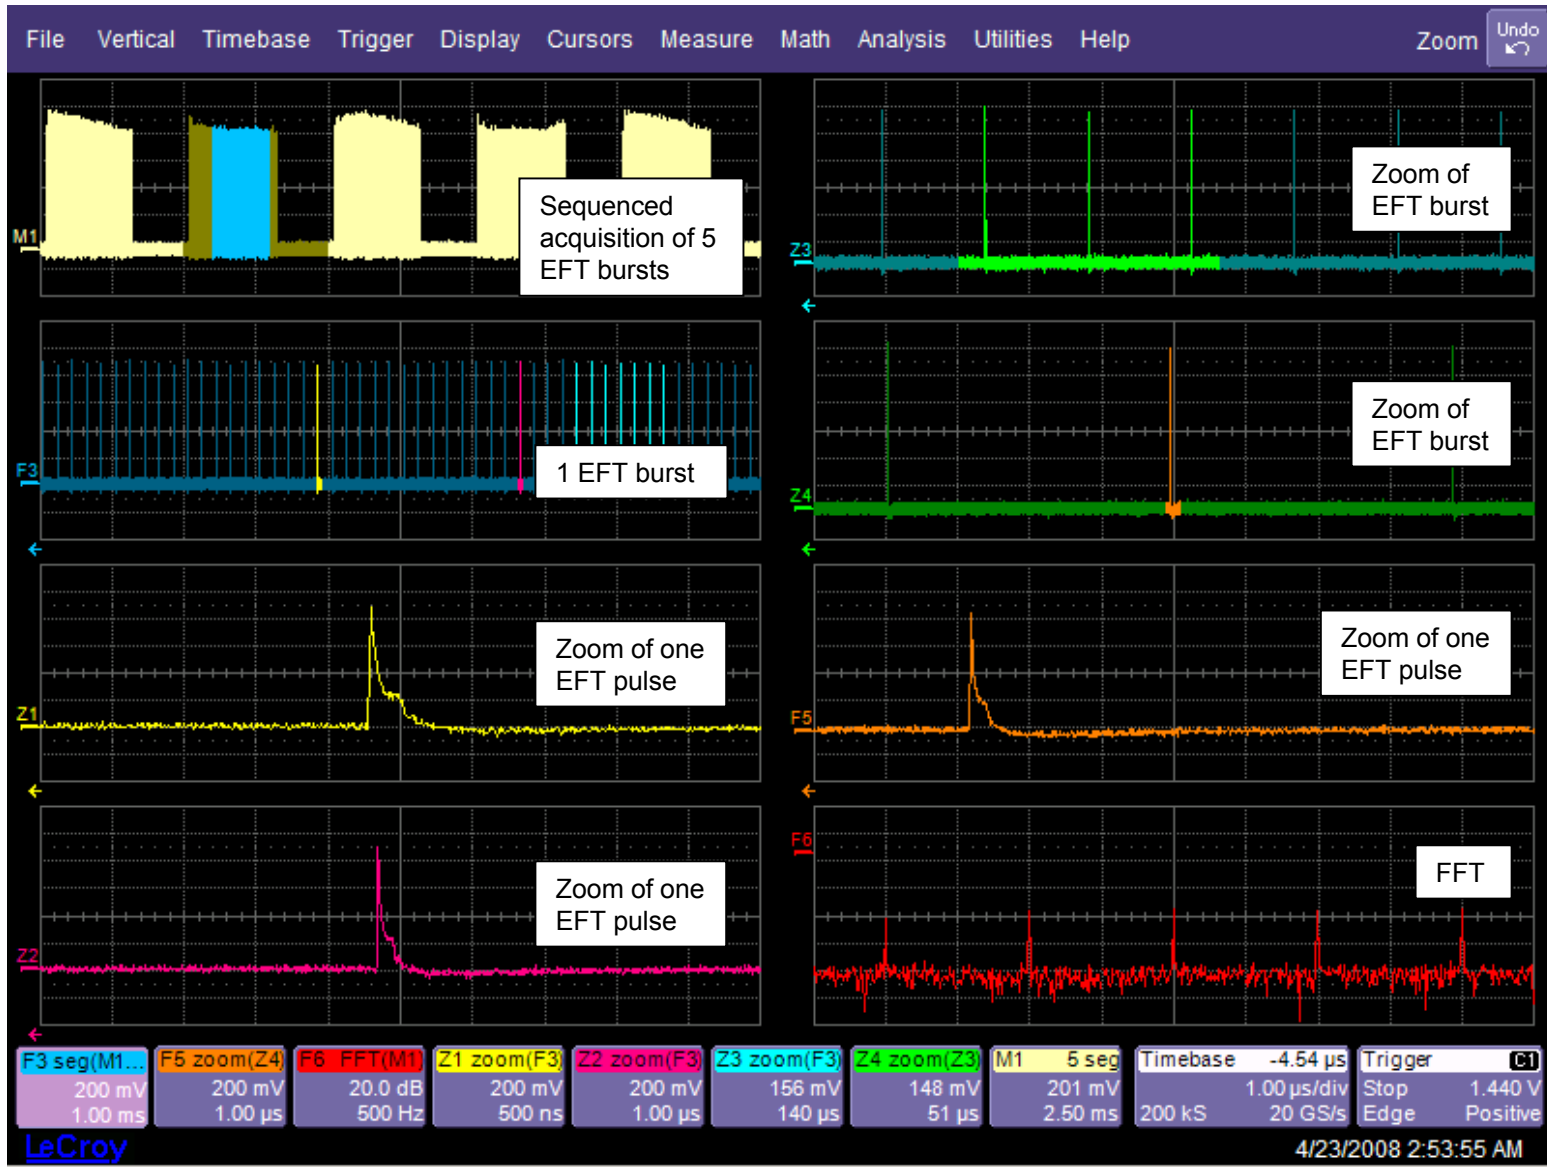 File Vertical Timebase Trigger Display Cursors Measure Math Analysis Utilities Help Zoom Undo
M1
Sequenced
acquisition of 5
EFT bursts
Z3
Zoom of
EFT burst
F3
1 EFT burst
Z4
Zoom of
EFT burst
Z1
Zoom of one
EFT pulse
F5
Zoom of one
EFT pulse
Z2
Zoom of one
EFT pulse
F6
FFT
F3 seg(M1... F5 zoom(Z4) F6 FFT(M1) Z1 zoom(F3) Z2 zoom(F3) Z3 zoom(F3) Z4 zoom(Z3) M1 5 seg Timebase -4.54 µs Trigger C1
200 mV 200 mV 20.0 dB 200 mV 200 mV 156 mV 148 mV 201 mV 1.00 µs/div Stop 1.440 V
1.00 ms 1.00 µs 500 Hz 500 ns 1.00 µs 140 µs 51 µs 2.50 ms 200 kS 20 GS/s Edge Positive
LeCroy 4/23/2008 2:53:55 AM